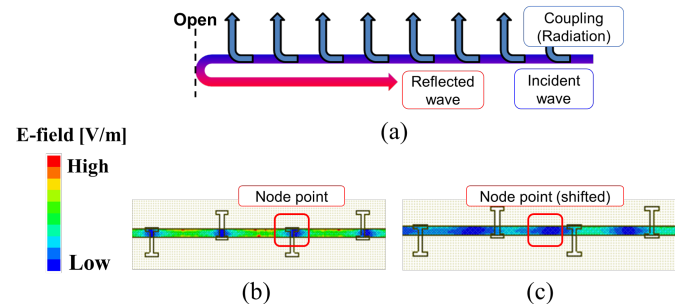 Open
Coupling
(Radiation)
Reflected
wave
Incident
wave
(a)
E-field [V/m]
High
Low
Node point
Node point (shifted)
(b)
(c)